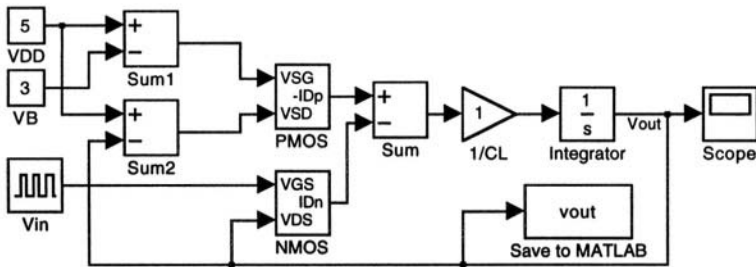 5
VDD
3
VB
+
−
Sum1
+
−
Sum2
Vin
VSG
-IDp
VSD
PMOS
VGS
IDn
VDS
NMOS
+
−
Sum
1
1/CL
1
s
Integrator
Vout
Scope
vout
Save to MATLAB